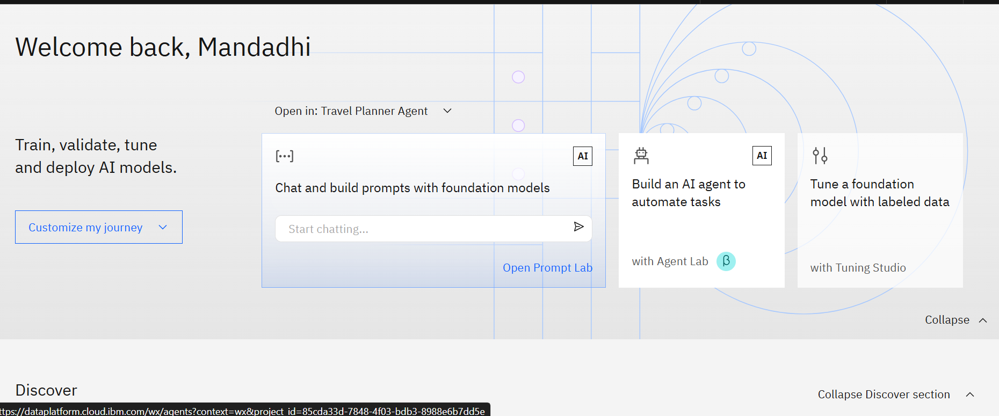 Welcome back, Mandadhi
Open in: Travel Planner Agent
Train, validate, tune
and deploy AI models.
Customize my journey
AI
Chat and build prompts with foundation models
Start chatting...
Open Prompt Lab
AI
Build an AI agent to
automate tasks
with Agent Lab β
Tune a foundation
model with labeled data
with Tuning Studio
Collapse
Discover
Collapse Discover section
ttps://dataplatform.cloud.ibm.com/wx/agents?context=wx&project_id=85cda33d-7848-4f03-bdb3-8988e6b7dd5e